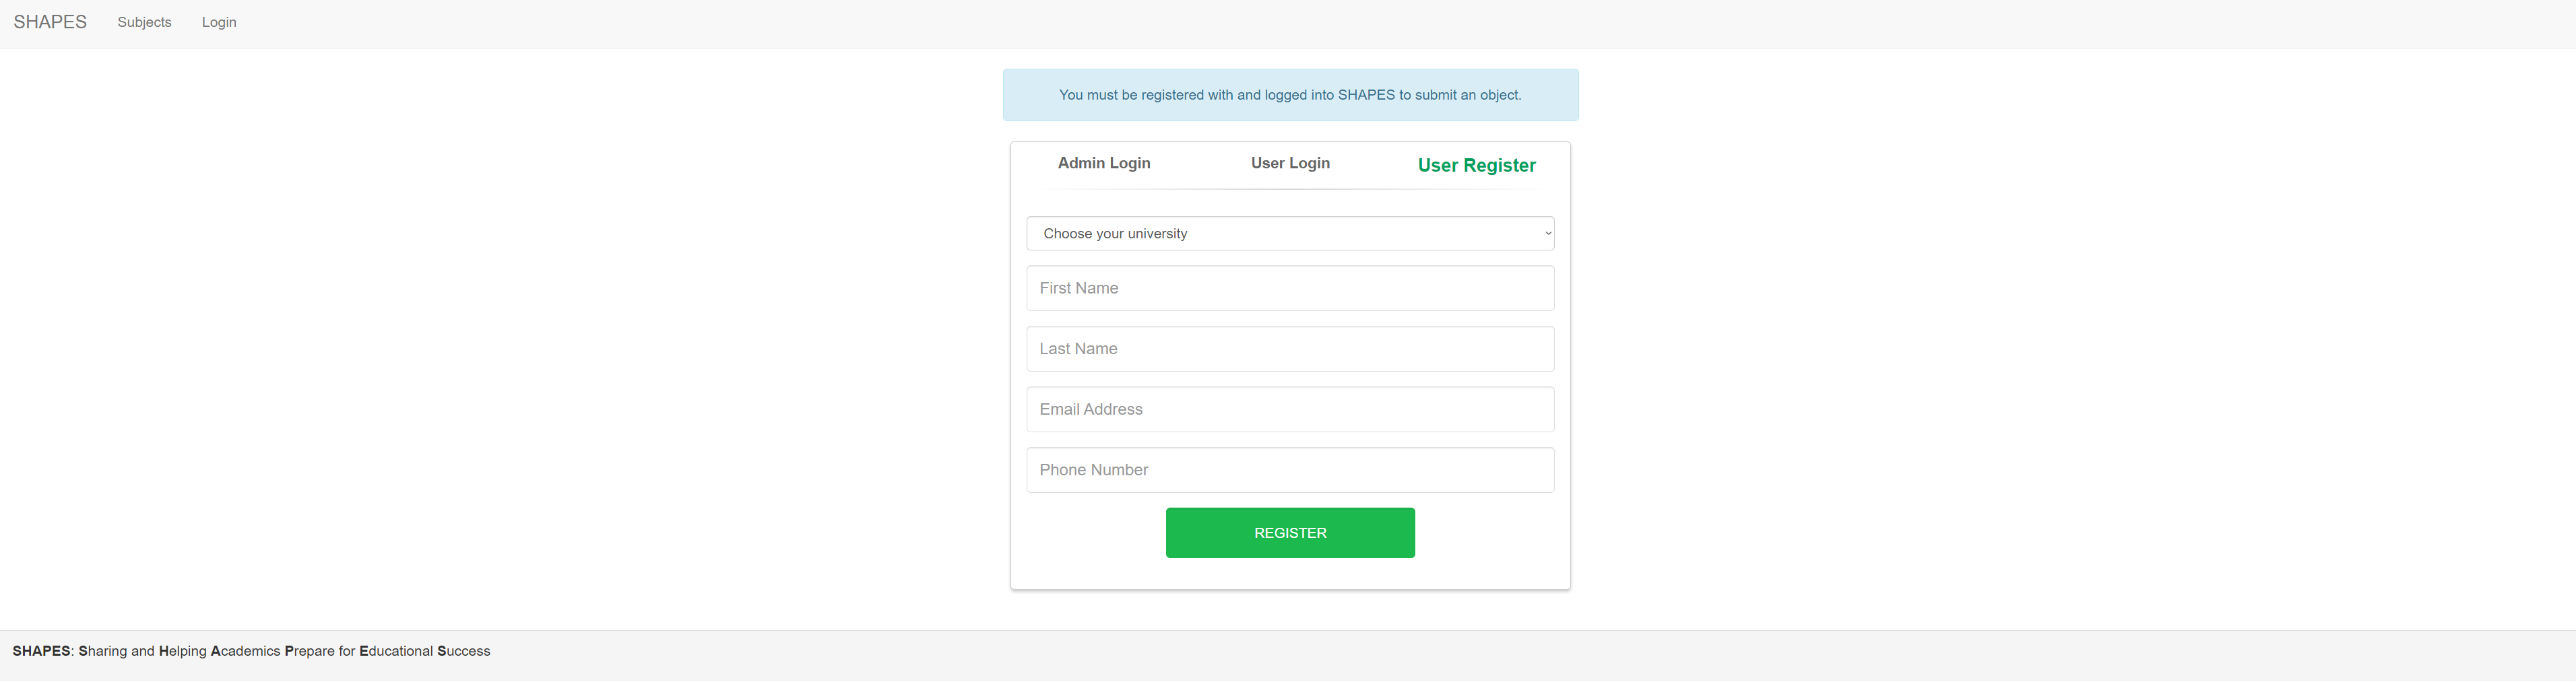 SHAPES Subjects Login
You must be registered with and logged into SHAPES to submit an object.
Admin Login User Login User Register
Choose your university
First Name
Last Name
Email Address
Phone Number
REGISTER
SHAPES: Sharing and Helping Academics Prepare for Educational Success